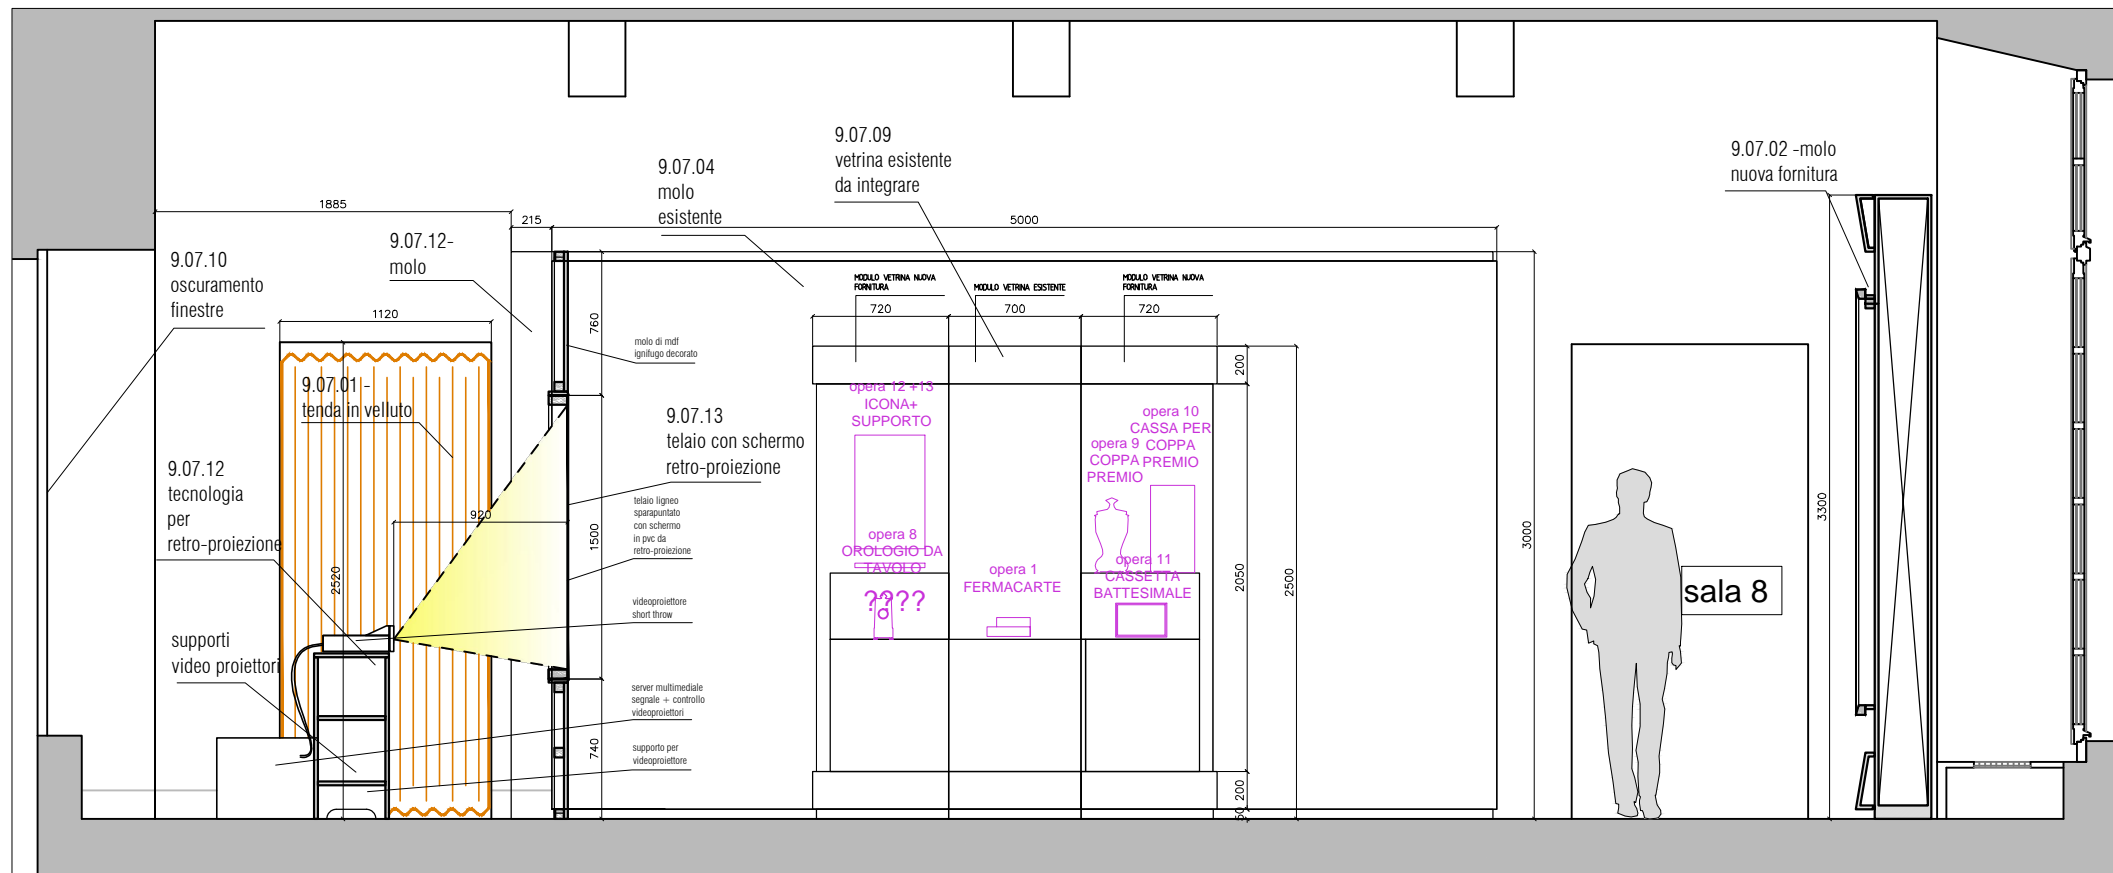 9.07.09
vetrina esistente
da integrare
9.07.02 -molo
nuova fornitura
9.07.04
molo
esistente
1885
215
5000
9.07.12-
molo
9.07.10
oscuramento
finestre
1120
MODULO VETRINA NUOVA
FORNITURA
MODULO VETRINA ESISTENTE
MODULO VETRINA NUOVA
FORNITURA
720
700
720
760
molo di mdf
ignifugo decorato
200
9.07.01 -
tenda in velluto
opera 12 +13
ICONA+
SUPPORTO
opera 10
CASSA PER
COPPA
PREMIO
opera 9
COPPA
PREMIO
9.07.13
telaio con schermo
retro-proiezione
9.07.12
tecnologia
per
retro-proiezione
telaio ligneo
sparapuntato
con schermo
in pvc da
retro-proiezione
920
1500
3300
3000
opera 8
OROLOGIO DA
TAVOLO
????
opera 1
FERMACARTE
opera 11
CASSETTA
BATTESIMALE
2520
2050
2500
sala 8
videoproiettore
short throw
supporti
video proiettori
server multimediale
segnale + controllo
videoproiettori
740
supporto per
videoproiettore
200
50